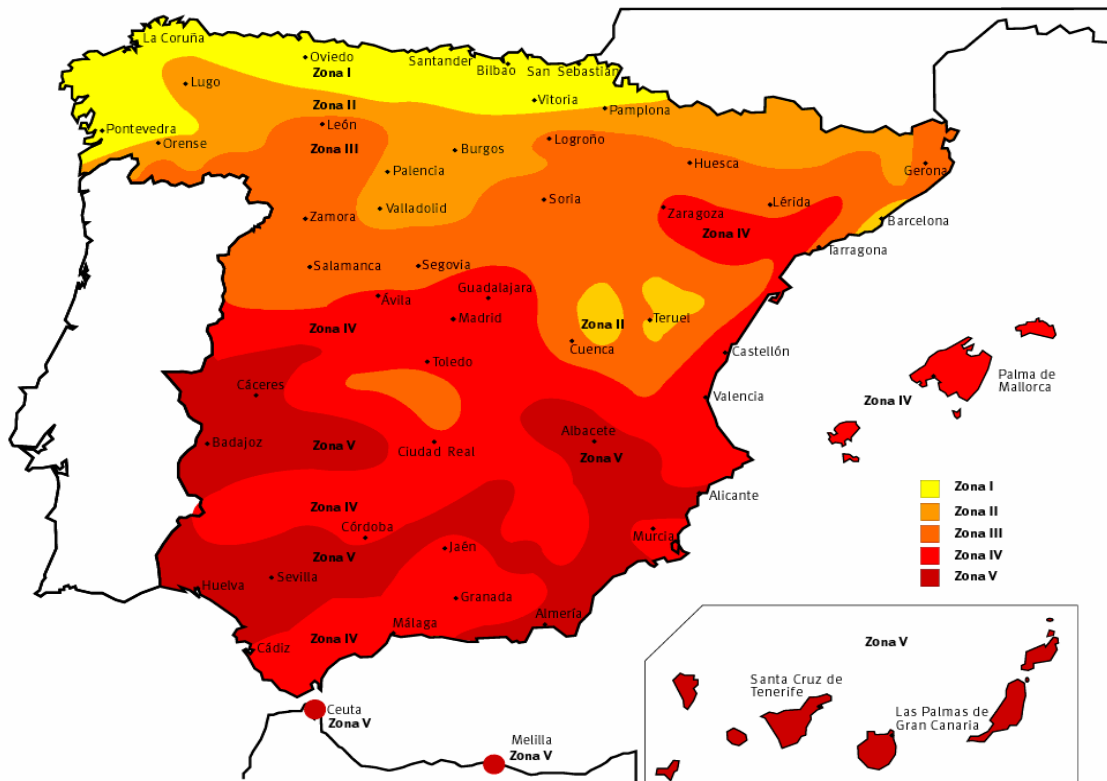 La Coruña
Oviedo
Santander
Bilbao
San Sebastián
Zona I
Lugo
Vitoria
Zona II
Pamplona
Pontevedra
León
Orense
Zona III
Logroño
Burgos
Huesca
Gerona
Palencia
Soria
Lérida
Valladolid
Zaragoza
Zamora
Barcelona
Zona IV
Tarragona
Salamanca
Segovia
Guadalajara
Ávila
Madrid
Zona II
Teruel
Zona IV
Cuenca
Castellón
Toledo
Palma de
Mallorca
Cáceres
Valencia
Zona IV
Albacete
Badajoz
Zona V
Ciudad Real
Zona V
Alicante
Zona IV
Córdoba
Murcia
Jaén
Zona V
Sevilla
Huelva
Granada
Almería
Málaga
Zona IV
Cádiz
Ceuta
Zona V
Melilla
Zona V
Zona I
Zona II
Zona III
Zona IV
Zona V
Zona V
Santa Cruz de
Tenerife
Las Palmas de
Gran Canaria